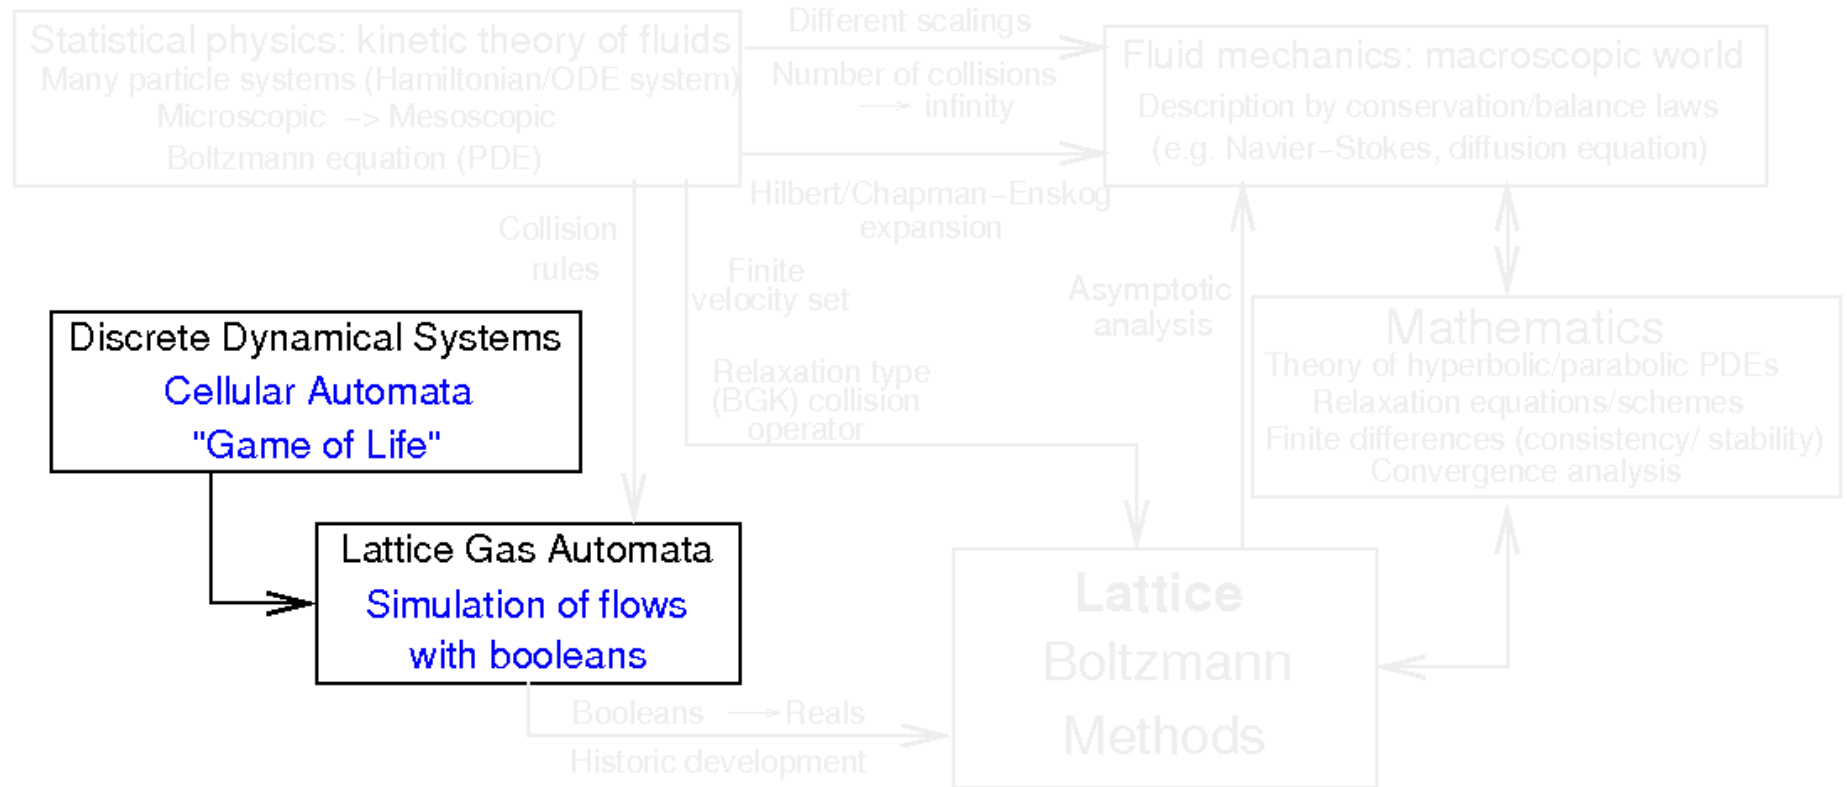 Statistical physics: kinetic theory of fluids
Many particle systems (Hamiltonian/ODE system)
Microscopic −> Mesoscopic
Boltzmann equation (PDE)
Different scalings
Number of collisions
⟶ infinity
Hilbert/Chapman−Enskog
expansion
Fluid mechanics: macroscopic world
Description by conservation/balance laws
(e.g. Navier−Stokes, diffusion equation)
Collision
rules
Finite
velocity set
Relaxation type
(BGK) collision
operator
Asymptotic
analysis
Mathematics
Theory of hyperbolic/parabolic PDEs
Relaxation equations/schemes
Finite differences (consistency/ stability)
Convergence analysis
Discrete Dynamical Systems
Cellular Automata
"Game of Life"
Lattice Gas Automata
Simulation of flows
with booleans
Booleans ⟶ Reals
Historic development
Lattice
Boltzmann
Methods